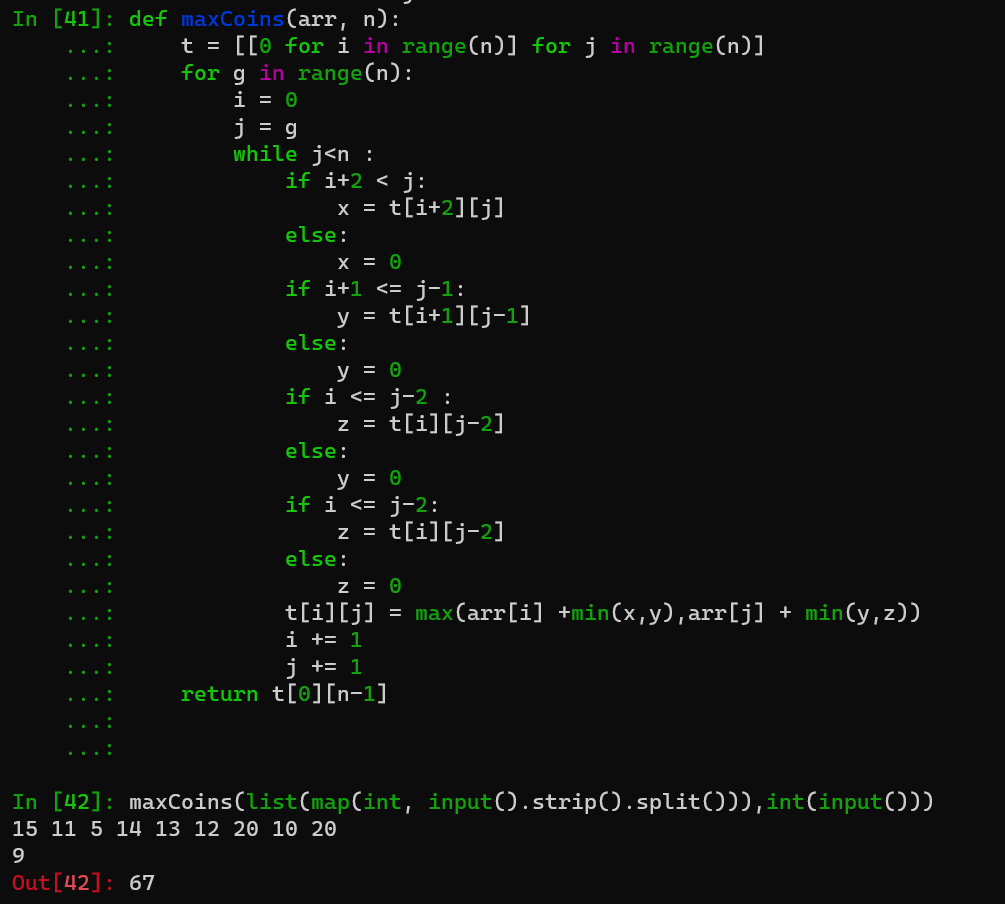 In [41]: def maxCoins(arr, n):
    ...:     t = [[0 for i in range(n)] for j in range(n)]
    ...:     for g in range(n):
    ...:         i = 0
    ...:         j = g
    ...:         while j<n :
    ...:             if i+2 < j:
    ...:                 x = t[i+2][j]
    ...:             else:
    ...:                 x = 0
    ...:             if i+1 <= j-1:
    ...:                 y = t[i+1][j-1]
    ...:             else:
    ...:                 y = 0
    ...:             if i <= j-2 :
    ...:                 z = t[i][j-2]
    ...:             else:
    ...:                 y = 0
    ...:             if i <= j-2:
    ...:                 z = t[i][j-2]
    ...:             else:
    ...:                 z = 0
    ...:             t[i][j] = max(arr[i] +min(x,y),arr[j] + min(y,z))
    ...:             i += 1
    ...:             j += 1
    ...:     return t[0][n-1]
    ...:
    ...:
In [42]: maxCoins(list(map(int, input().strip().split())),int(input()))
15 11 5 14 13 12 20 10 20
9
Out[42]: 67